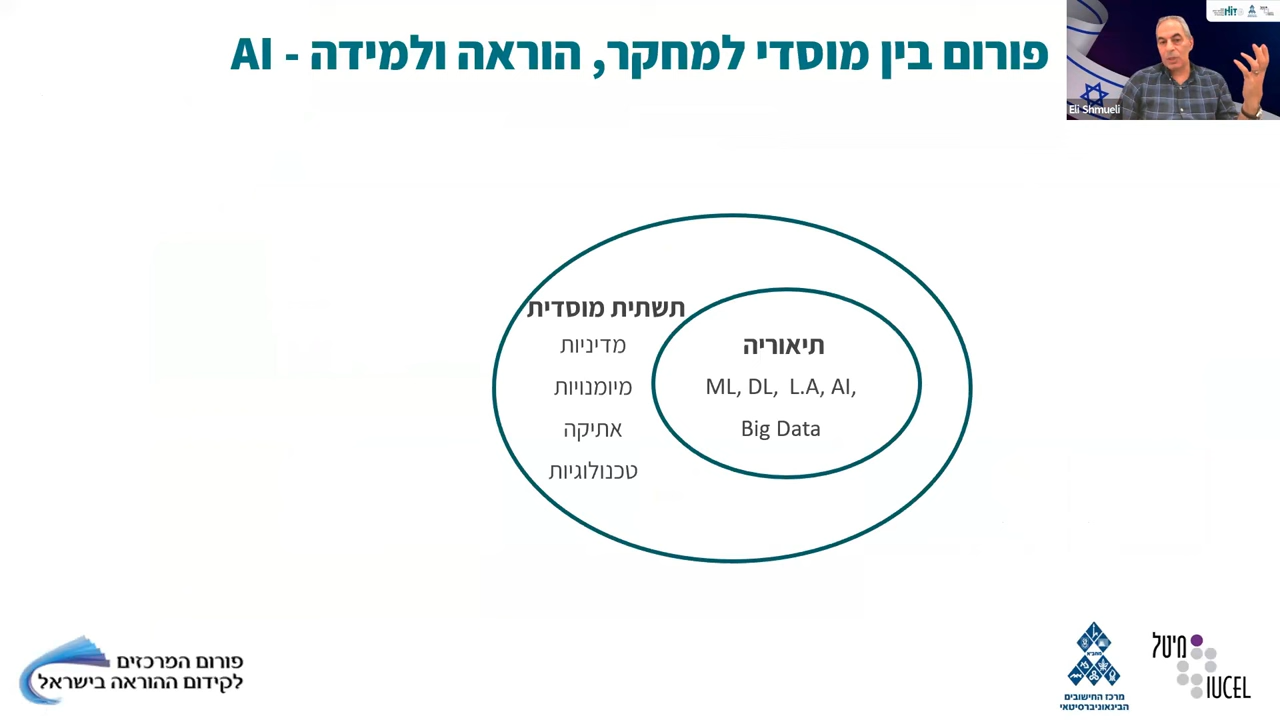 פורום בין מוסדי למחקר, הוראה ולמידה - AI
Eli Shmueli
תשתית מוסדית
מדיניות
מיומנויות
אתיקה
טכנולוגיות
תיאוריה
ML, DL, L.A, AI,
Big Data
פורום המרכזים
לקידום ההוראה בישראל
מרכז החישובים
הבינאוניברסיטאי
מיטל
IUCEL